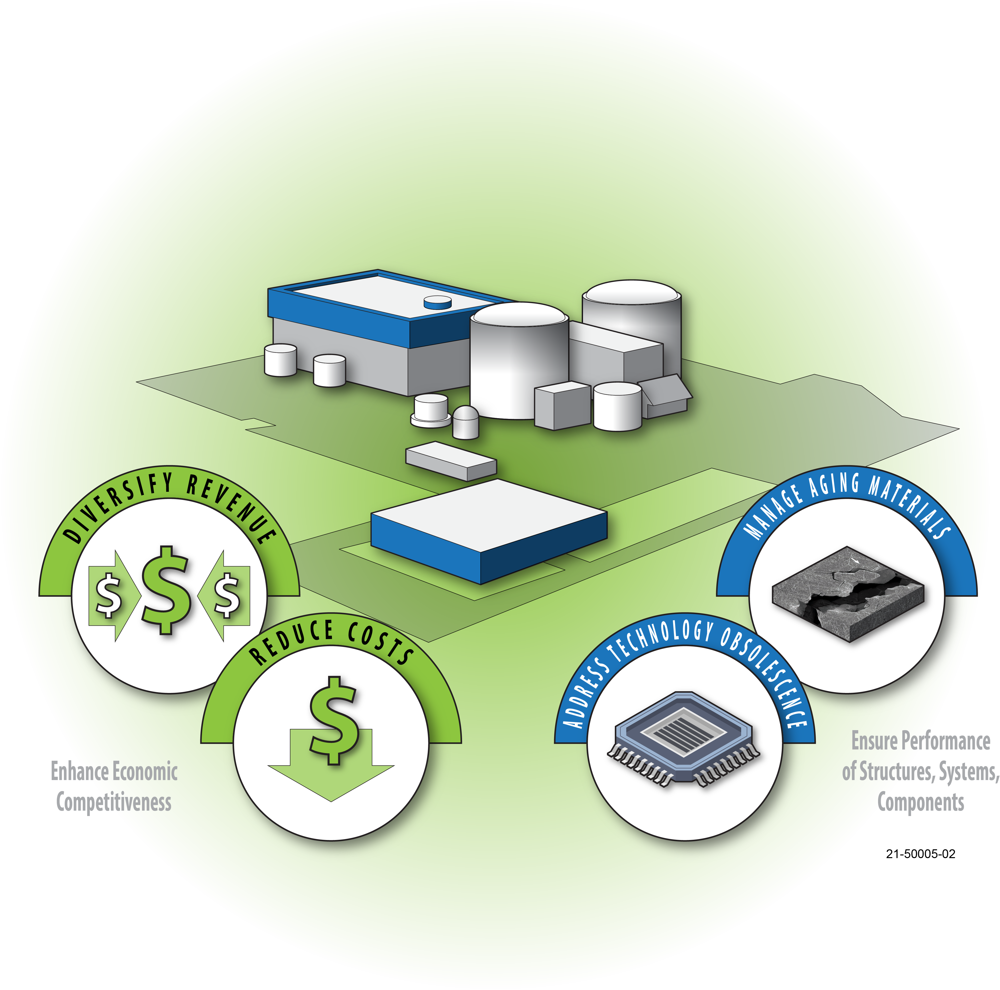 DIVERSIFY REVENUE
$ $ $
REDUCE COSTS
$
Enhance Economic
Competitiveness
MANAGE AGING MATERIALS
ADDRESS TECHNOLOGY OBSOLESCENCE
Ensure Performance
of Structures, Systems,
Components
21-50005-02